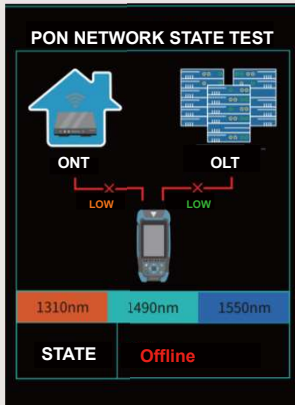 PON NETWORK STATE TEST
ONT OLT
LOW LOW
1310nm 1490nm 1550nm
STATE Offline